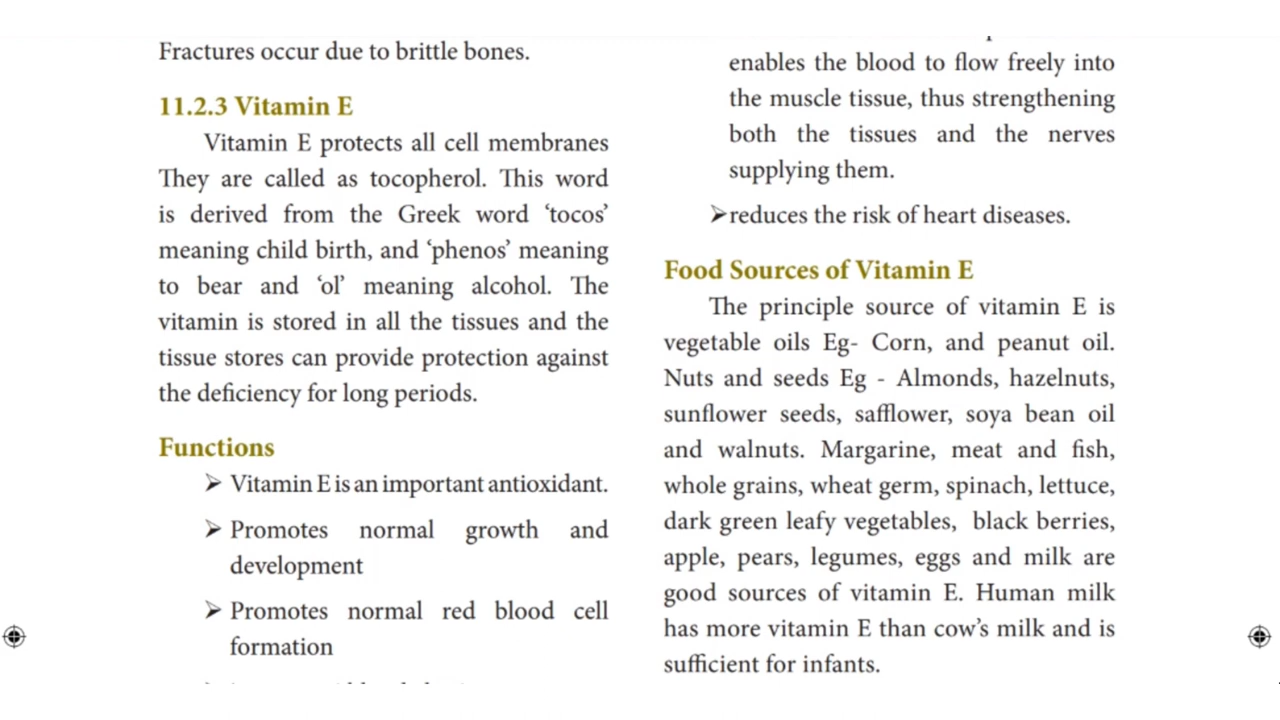 Fractures occur due to brittle bones.
11.2.3 Vitamin E
Vitamin E protects all cell membranes
They are called as tocopherol. This word
is derived from the Greek word ‘tocos’
meaning child birth, and ‘phenos’ meaning
to bear and ‘ol’ meaning alcohol. The
vitamin is stored in all the tissues and the
tissue stores can provide protection against
the deficiency for long periods.
Functions
➢ Vitamin E is an important antioxidant.
➢ Promotes normal growth and
development
➢ Promotes normal red blood cell
formation
enables the blood to flow freely into
the muscle tissue, thus strengthening
both the tissues and the nerves
supplying them.
➢ reduces the risk of heart diseases.
Food Sources of Vitamin E
The principle source of vitamin E is
vegetable oils Eg- Corn, and peanut oil.
Nuts and seeds Eg - Almonds, hazelnuts,
sunflower seeds, safflower, soya bean oil
and walnuts. Margarine, meat and fish,
whole grains, wheat germ, spinach, lettuce,
dark green leafy vegetables, black berries,
apple, pears, legumes, eggs and milk are
good sources of vitamin E. Human milk
has more vitamin E than cow’s milk and is
sufficient for infants.